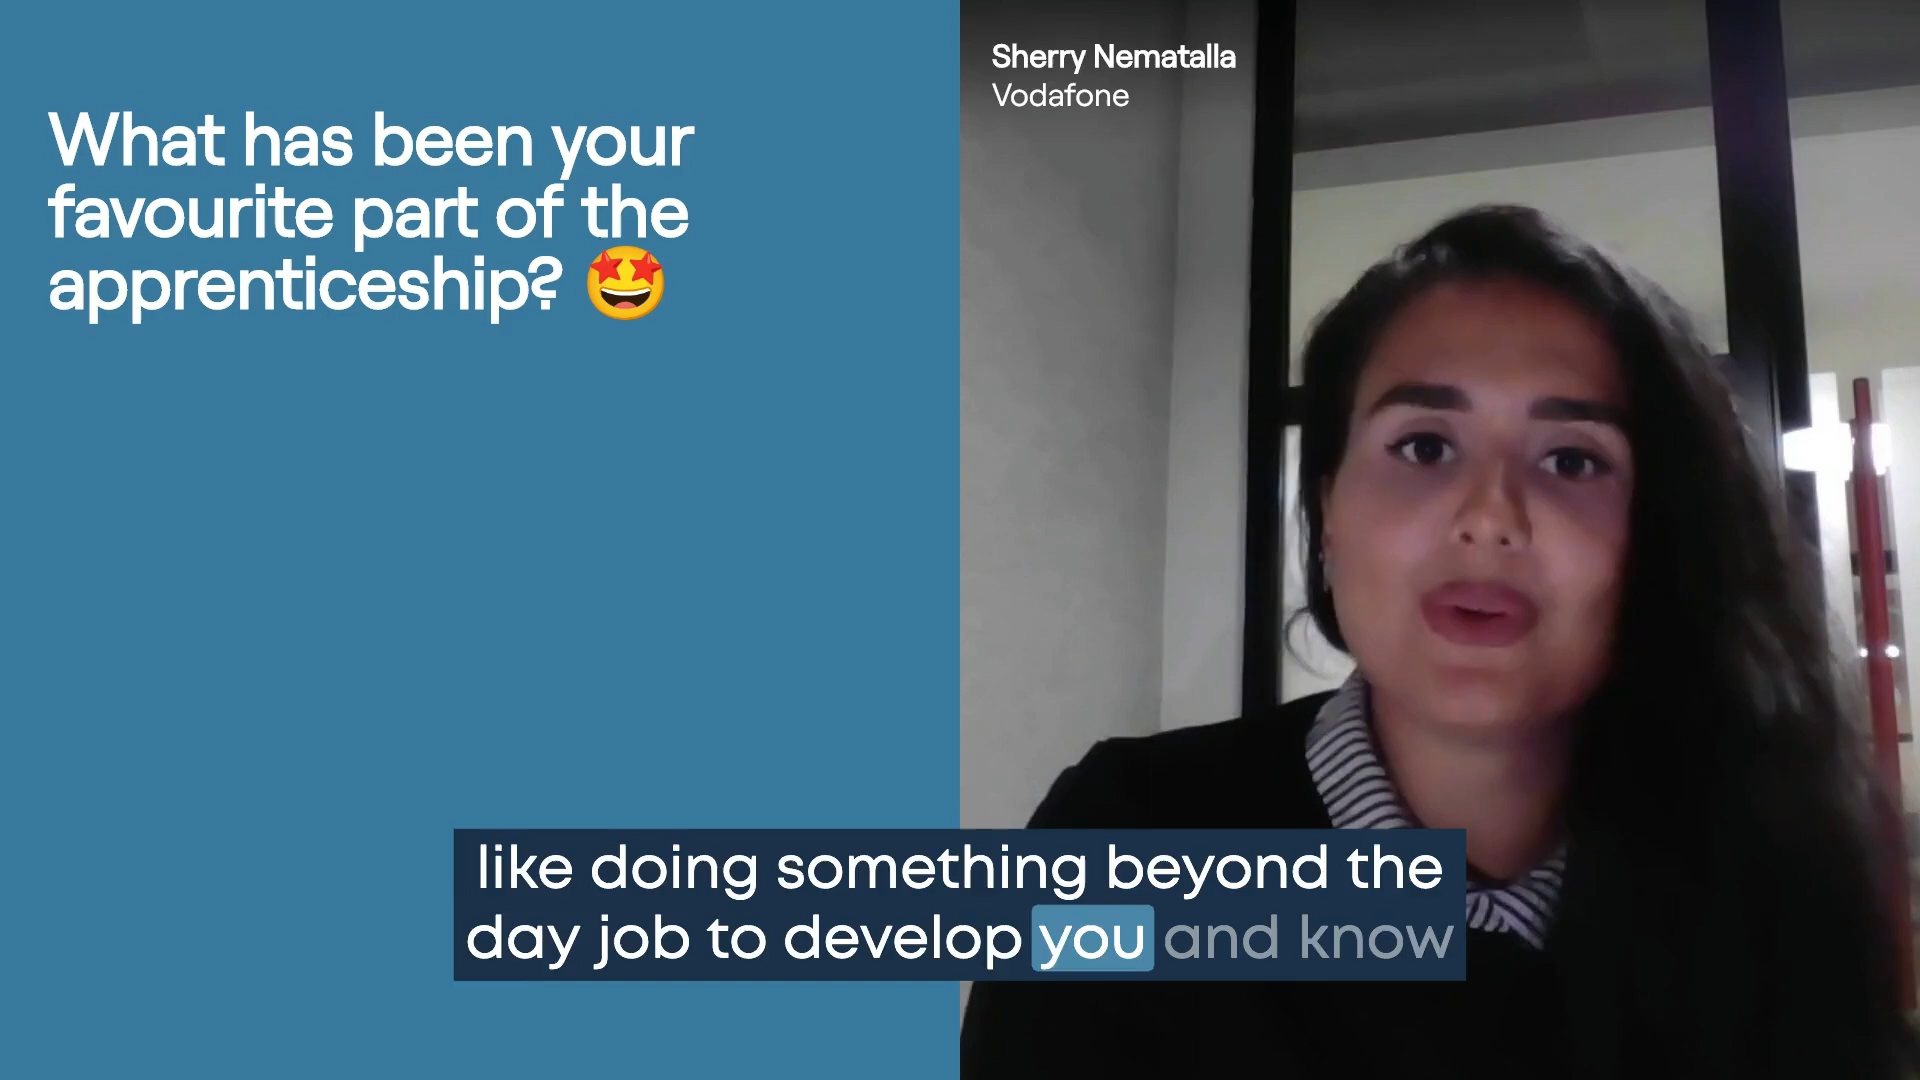 What has been your
favourite part of the
apprenticeship? 🤩
Sherry Nematalla
Vodafone
like doing something beyond the
day job to develop you and know